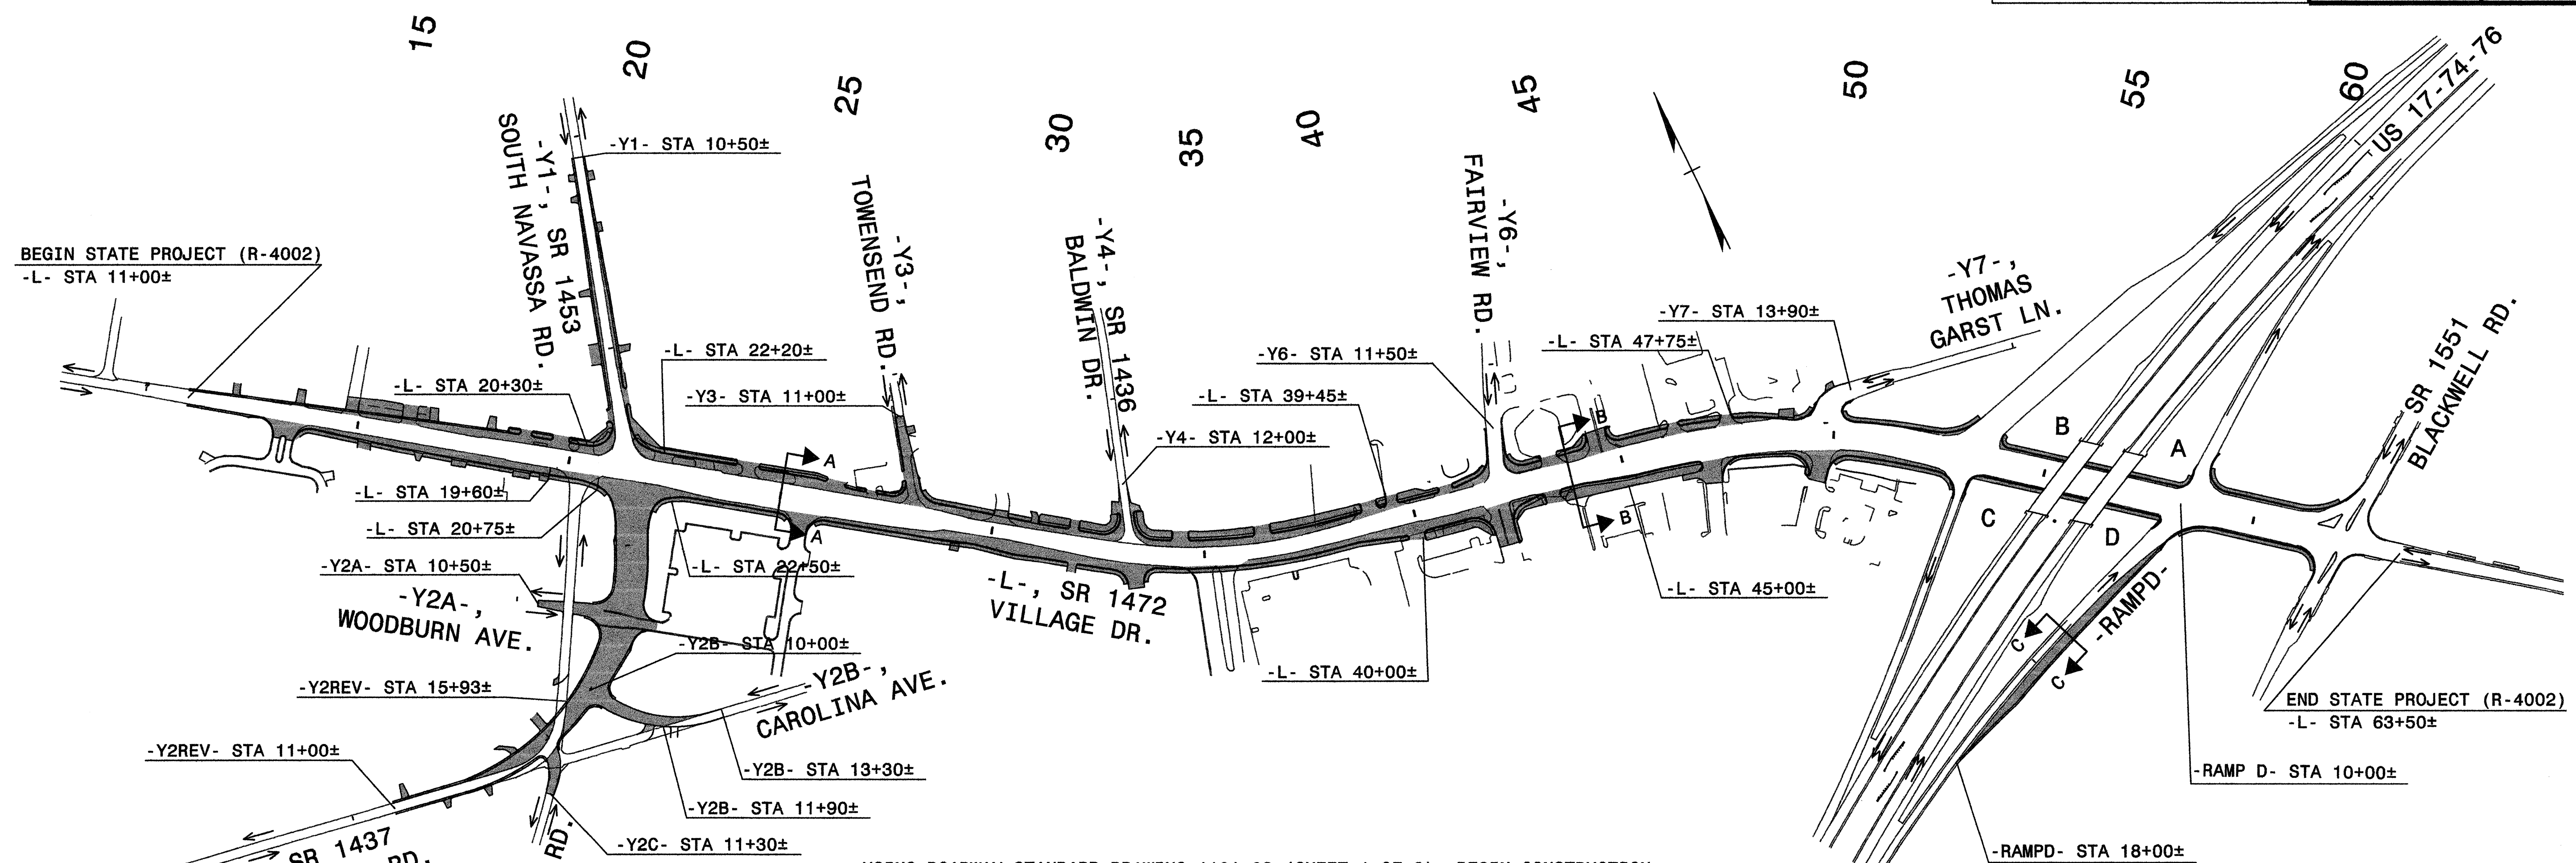 15
20
25
30
35
40
45
50
55
60
US 17-74-76
-Y1- STA 10+50±
-Y1-, SR 1453
SOUTH NAVASSA RD.
-Y3-,
TOWENSEND RD.
-Y4-, SR 1436
BALDWIN DR.
-Y6-,
FAIRVIEW RD.
-Y7-,
THOMAS
GARST LN.
SR 1551
BLACKWELL RD.
BEGIN STATE PROJECT (R-4002)
-L- STA 11+00±
-L- STA 20+30±
-L- STA 22+20±
-Y3- STA 11+00±
-Y4- STA 12+00±
-L- STA 39+45±
-Y6- STA 11+50±
-L- STA 47+75±
-Y7- STA 13+90±
A
A
B
B
B
A
C
D
-L- STA 19+60±
-L- STA 20+75±
-L- STA 22+50±
-Y2A- STA 10+50±
-Y2A-,
WOODBURN AVE.
-L-, SR 1472
VILLAGE DR.
-L- STA 45+00±
-L- STA 40+00±
-Y2B- STA 10+00±
-Y2B-,
CAROLINA AVE.
-Y2REV- STA 15+93±
-Y2REV- STA 11+00±
-Y2B- STA 13+30±
-Y2B- STA 11+90±
-Y2C- STA 11+30±
SR 1437
RD.
RD.
C
C
-RAMPD-
END STATE PROJECT (R-4002)
-L- STA 63+50±
-RAMP D- STA 10+00±
-RAMPD- STA 18+00±